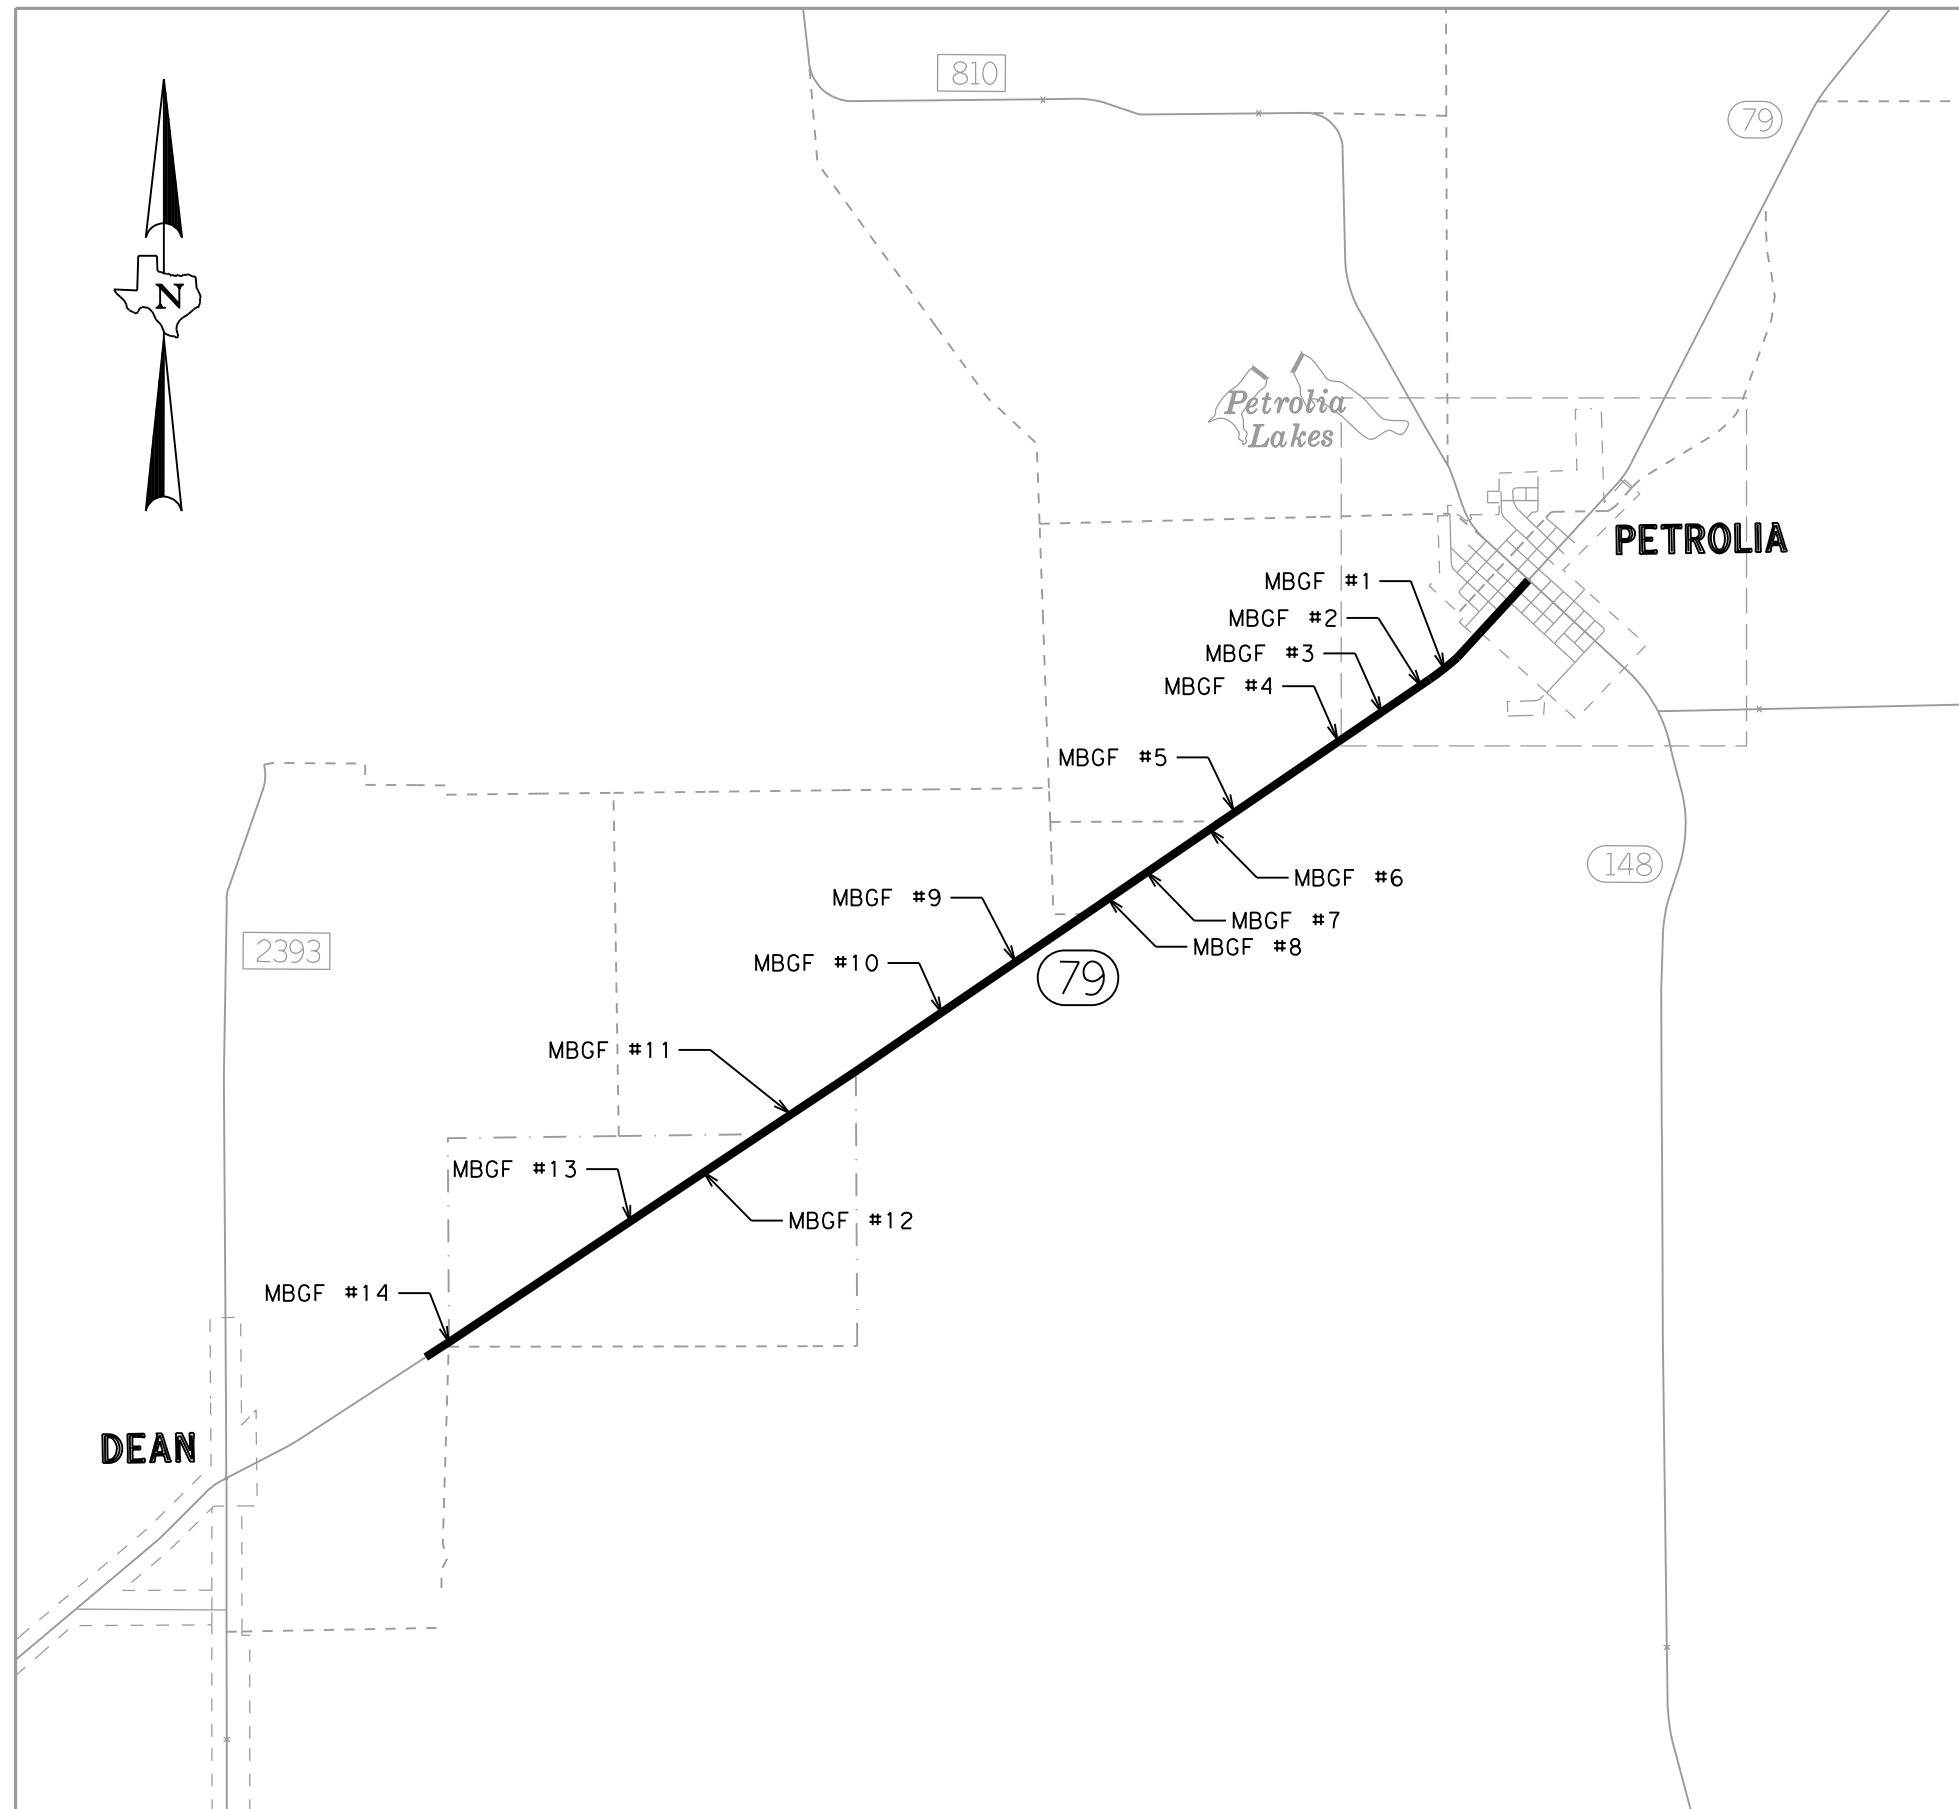 810
79
N
Petrolia
Lakes
PETROLIA
MBGF #1
MBGF #2
MBGF #3
MBGF #4
MBGF #5
148
MBGF #6
MBGF #9
MBGF #7
MBGF #8
2393
MBGF #10
79
MBGF #11
MBGF #13
MBGF #12
MBGF #14
DEAN